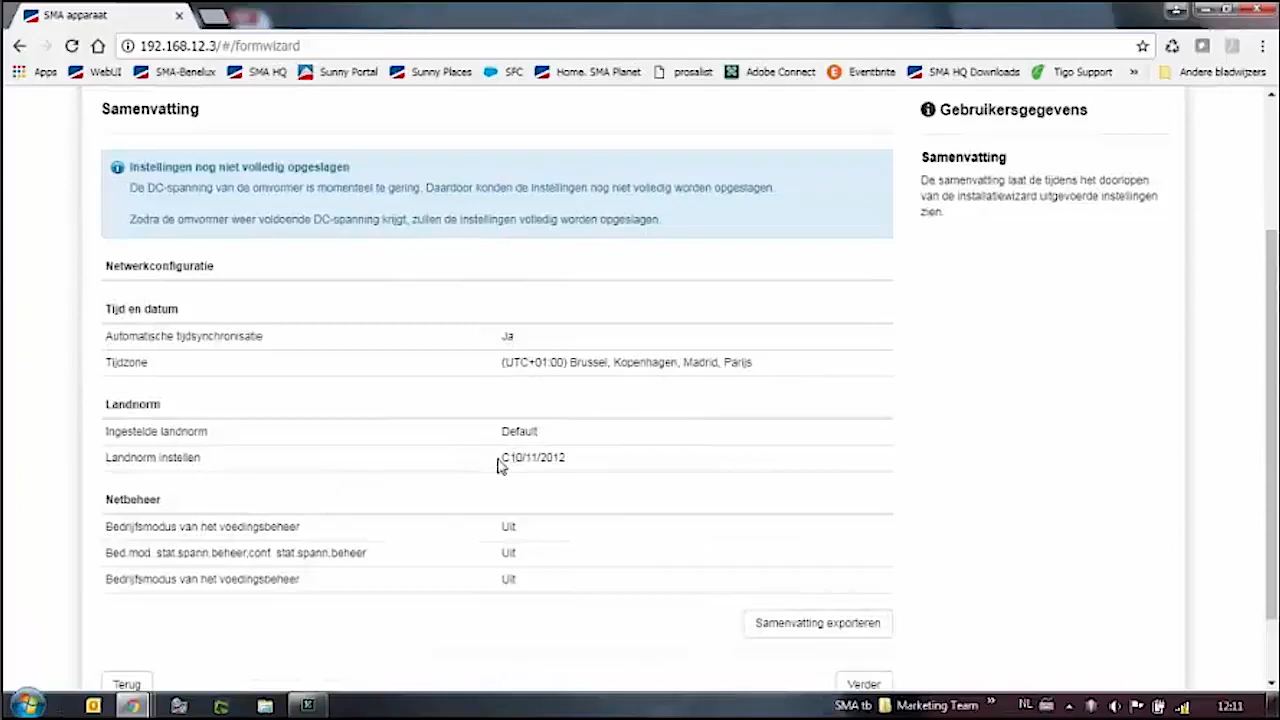 SMA apparaat
192.168.12.3/#/formwizard
Apps WebUI SMA-Benelux SMA HQ Sunny Portal Sunny Places SFC Home. SMA Planet prosalist Adobe Connect Eventbrite SMA HQ Downloads Tigo Support » Andere bladwijzers
Samenvatting
Instellingen nog niet volledig opgeslagen
De DC-spanning van de omvormer is momenteel te gering. Daardoor konden de instellingen nog niet volledig worden opgeslagen.
Zodra de omvormer weer voldoende DC-spanning krijgt, zullen de instellingen volledig worden opgeslagen.
Netwerkconfiguratie
Tijd en datum
Automatische tijdsynchronisatie Ja
Tijdzone (UTC+01:00) Brussel, Kopenhagen, Madrid, Parijs
Landnorm
Ingestelde landnorm Default
Landnorm instellen C10/11/2012
Netbeheer
Bedrijfsmodus van het voedingsbeheer Uit
Bed.mod. stat.spann.beheer,conf. stat.spann.beheer Uit
Bedrijfsmodus van het voedingsbeheer Uit
Samenvatting exporteren
Terug Verder
Gebruikersgegevens
Samenvatting
De samenvatting laat de tijdens het doorlopen
van de installatiewizard uitgevoerde instellingen
zien.
SMA tb Marketing Team » NL 12:11